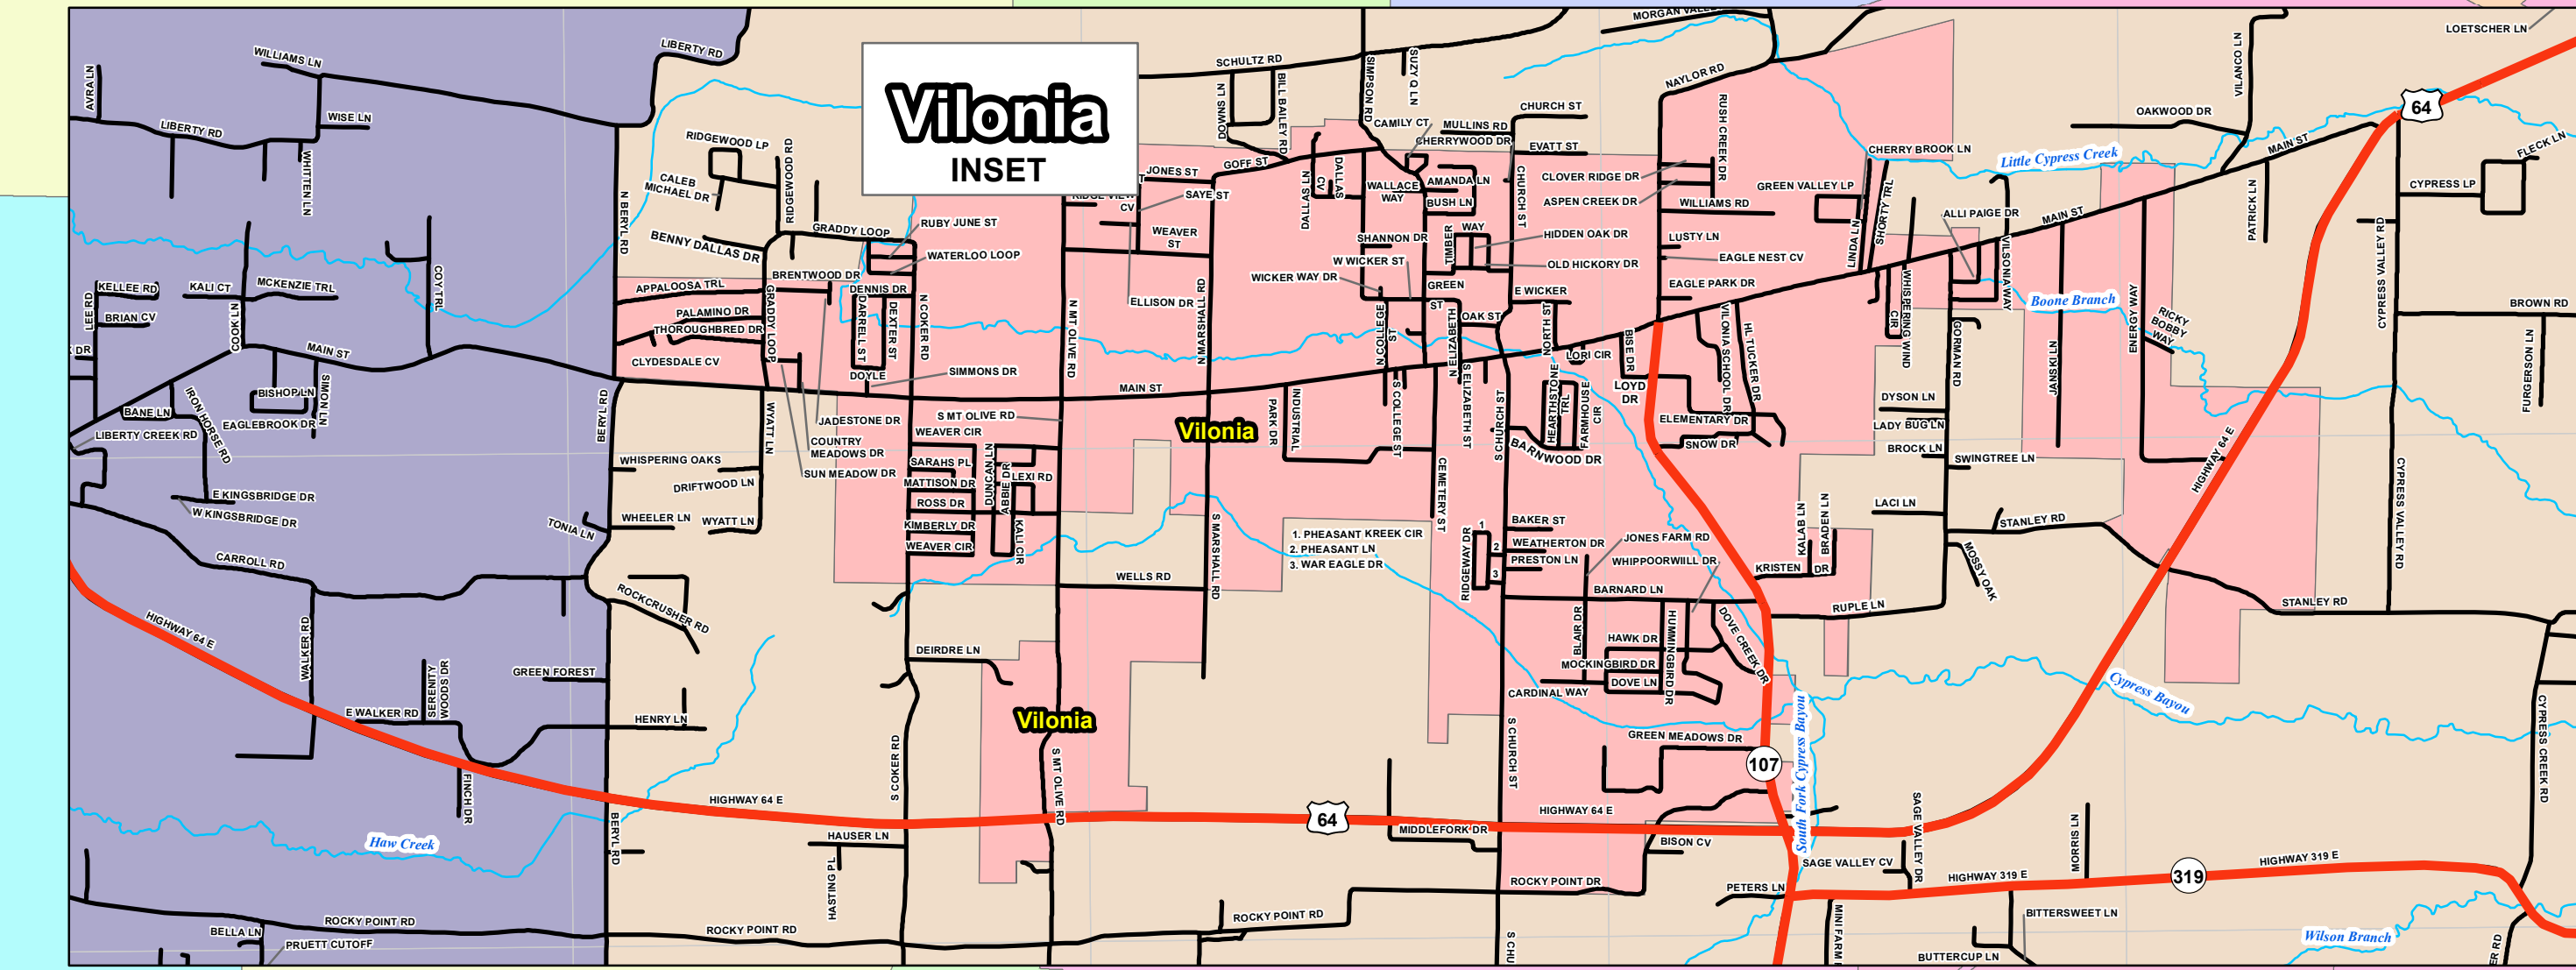 Vilonia
INSET
LIBERTY RD
WILLIAMS LN
AVRA LN
WISE LN
LIBERTY RD
WHITTEN LN
N BERYL RD
RIDGEWOOD LP
CALEB
MICHAEL DR
RIDGEWOOD RD
GRADDY LOOP
BENNY DALLAS DR
RUBY JUNE ST
WATERLOO LOOP
BRENTWOOD DR
DENNIS DR
APPALOOSA TRL
PALAMINO DR
THOROUGHBRED DR
CLYDESDALE CV
GRADDY LOOP
DARRELL ST
DEXTER ST
N COKER RD
DOYLE
SIMMONS DR
KELLEE RD
KALI CT
MCKENZIE TRL
COY TRL
LEE RD
BRIAN CV
COOK LN
DR
MAIN ST
BISHOP LN
SIMON LN
BANE LN
IRON HORSE RD
EAGLEBROOK DR
LIBERTY CREEK RD
E KINGSBRIDGE DR
W KINGSBRIDGE DR
CARROLL RD
TONIA LN
BERYL RD
WHISPERING OAKS
DRIFTWOOD LN
WHEELER LN
WYATT LN
WYATT LN
JADESTONE DR
COUNTRY
MEADOWS DR
SUN MEADOW DR
S MT OLIVE RD
WEAVER CIR
SARAHS PL
MATTISON DR
ROSS DR
KIMBERLY DR
WEAVER CIR
DUNCAN LN
ABBIE DR
LEXI RD
KALI CIR
ROCKCRUSHER RD
HIGHWAY 64 E
WALKER RD
GREEN FOREST
SERENITY
WOODS DR
E WALKER RD
HENRY LN
FINCH DR
Haw Creek
BERYL RD
HIGHWAY 64 E
HAUSER LN
HASTING PL
S COKER RD
DEIRDRE LN
Vilonia
S MT OLIVE RD
ROCKY POINT RD
BELLA LN
PRUETT CUTOFF
ROCKY POINT RD
ROCKY POINT RD
SCHULTZ RD
DOWNS LN
BILL BAILEY RD
SIMPSON RD
SUZY Q LN
MORGAN VALL
NAYLOR RD
CHURCH ST
CAMILY CT
MULLINS RD
CHERRYWOOD DR
EVATT ST
GOFF ST
JONES ST
SAYE ST
CV
WEAVER
ST
ELLISON DR
N MT OLIVE RD
N MARSHALL RD
DALLAS LN
DALLAS
CV
WALLACE
WAY
AMANDA LN
BUSH LN
CHURCH ST
SHANNON DR
TIMBER
WAY
W WICKER ST
WICKER WAY DR
GREEN
ST
E WICKER
OAK ST
N COLLEGE
ST
N ELIZABETH
NORTH ST
LORI CIR
RISE DR
LOYD
DR
CLOVER RIDGE DR
ASPEN CREEK DR
HIDDEN OAK DR
OLD HICKORY DR
RUSH CREEK DR
WILLIAMS RD
LUSTY LN
EAGLE NEST CV
EAGLE PARK DR
GREEN VALLEY LP
CHERRY BROOK LN
LINDA LN
SHORTY TRL
VILONIA SCHOOL DR
HL TUCKER DR
ELEMENTARY DR
SNOW DR
MAIN ST
Vilonia
PARK DR
INDUSTRIAL
S COLLEGE ST
CEMETERY ST
S ELIZABETH ST
S CHURCH ST
HEARTHSTONE
TRL
FARMHOUSE
CIR
BARNWOOD DR
S MARSHALL RD
WELLS RD
1. PHEASANT KREEK CIR
2. PHEASANT LN
3. WAR EAGLE DR
RIDGEWAY DR
1
2
3
BAKER ST
WEATHERTON DR
PRESTON LN
JONES FARM RD
WHIPPOORWIILL DR
BARNARD LN
BLAIR DR
HAWK DR
MOCKINGBIRD DR
HUMMINGBIRD DR
DOVE LN
DOVE CREEK DR
CARDINAL WAY
GREEN MEADOWS DR
S CHURCH ST
107
HIGHWAY 64 E
64
MIDDLEFORK DR
BISON CV
ROCKY POINT DR
S CHU
South Fork Cypress Bayou
PETERS LN
SAGE VALLEY CV
SAGE VALLEY DR
HIGHWAY 319 E
MINI FARM
BITTERSWEET LN
BUTTERCUP LN
MORRIS LN
319
HIGHWAY 319 E
Wilson Branch
ER RD
LOETSCHER LN
VILANCO LN
OAKWOOD DR
64
Little Cypress Creek
MAIN ST
FLECK LN
CYPRESS LP
ALLI PAIGE DR
MAIN ST
PATRICK LN
CYPRESS VALLEY RD
VILSONIA WAY
Boone Branch
BROWN RD
WHISPERING WIND
CIR
GORMAN RD
JANSKI LN
ENERGY WAY
RICKY
BOBBY
WAY
FURGERSON LN
DYSON LN
LADY BUG LN
BROCK LN
SWINGTREE LN
HIGHWAY 64 E
CYPRESS VALLEY RD
LACI LN
STANLEY RD
KALAB LN
BRADEN LN
KRISTEN
DR
MOSSY OAK
RUPLE LN
STANLEY RD
Cypress Bayou
CYPRESS CREEK RD